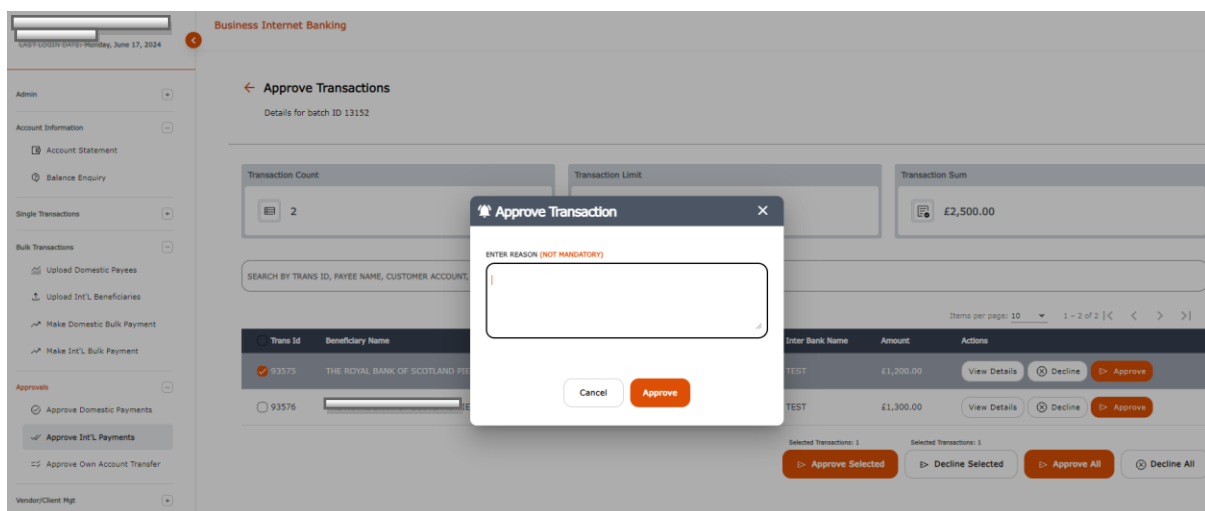 LAST LOGIN DATE: Monday, June 17, 2024
Business Internet Banking
Admin
Account Information
Account Statement
Balance Enquiry
Single Transactions
Bulk Transactions
Upload Domestic Payees
Upload Int'L Beneficiaries
Make Domestic Bulk Payment
Make Int'L Bulk Payment
Approvals
Approve Domestic Payments
Approve Int'L Payments
Approve Own Account Transfer
Vendor/Client Mgt
Approve Transactions
Details for batch ID 13152
Transaction Count
2
Transaction Limit
Transaction Sum
£2,500.00
SEARCH BY TRANS ID, PAYEE NAME, CUSTOMER ACCOUNT,
Items per page: 10 1 – 2 of 2
Trans Id Beneficiary Name Inter Bank Name Amount Actions
93575 THE ROYAL BANK OF SCOTLAND TEST £1,200.00 View Details Decline Approve
93576 TEST £1,300.00 View Details Decline Approve
Selected Transactions: 1 Selected Transactions: 1
Approve Selected Decline Selected Approve All Decline All
Approve Transaction
ENTER REASON (NOT MANDATORY)
Cancel Approve